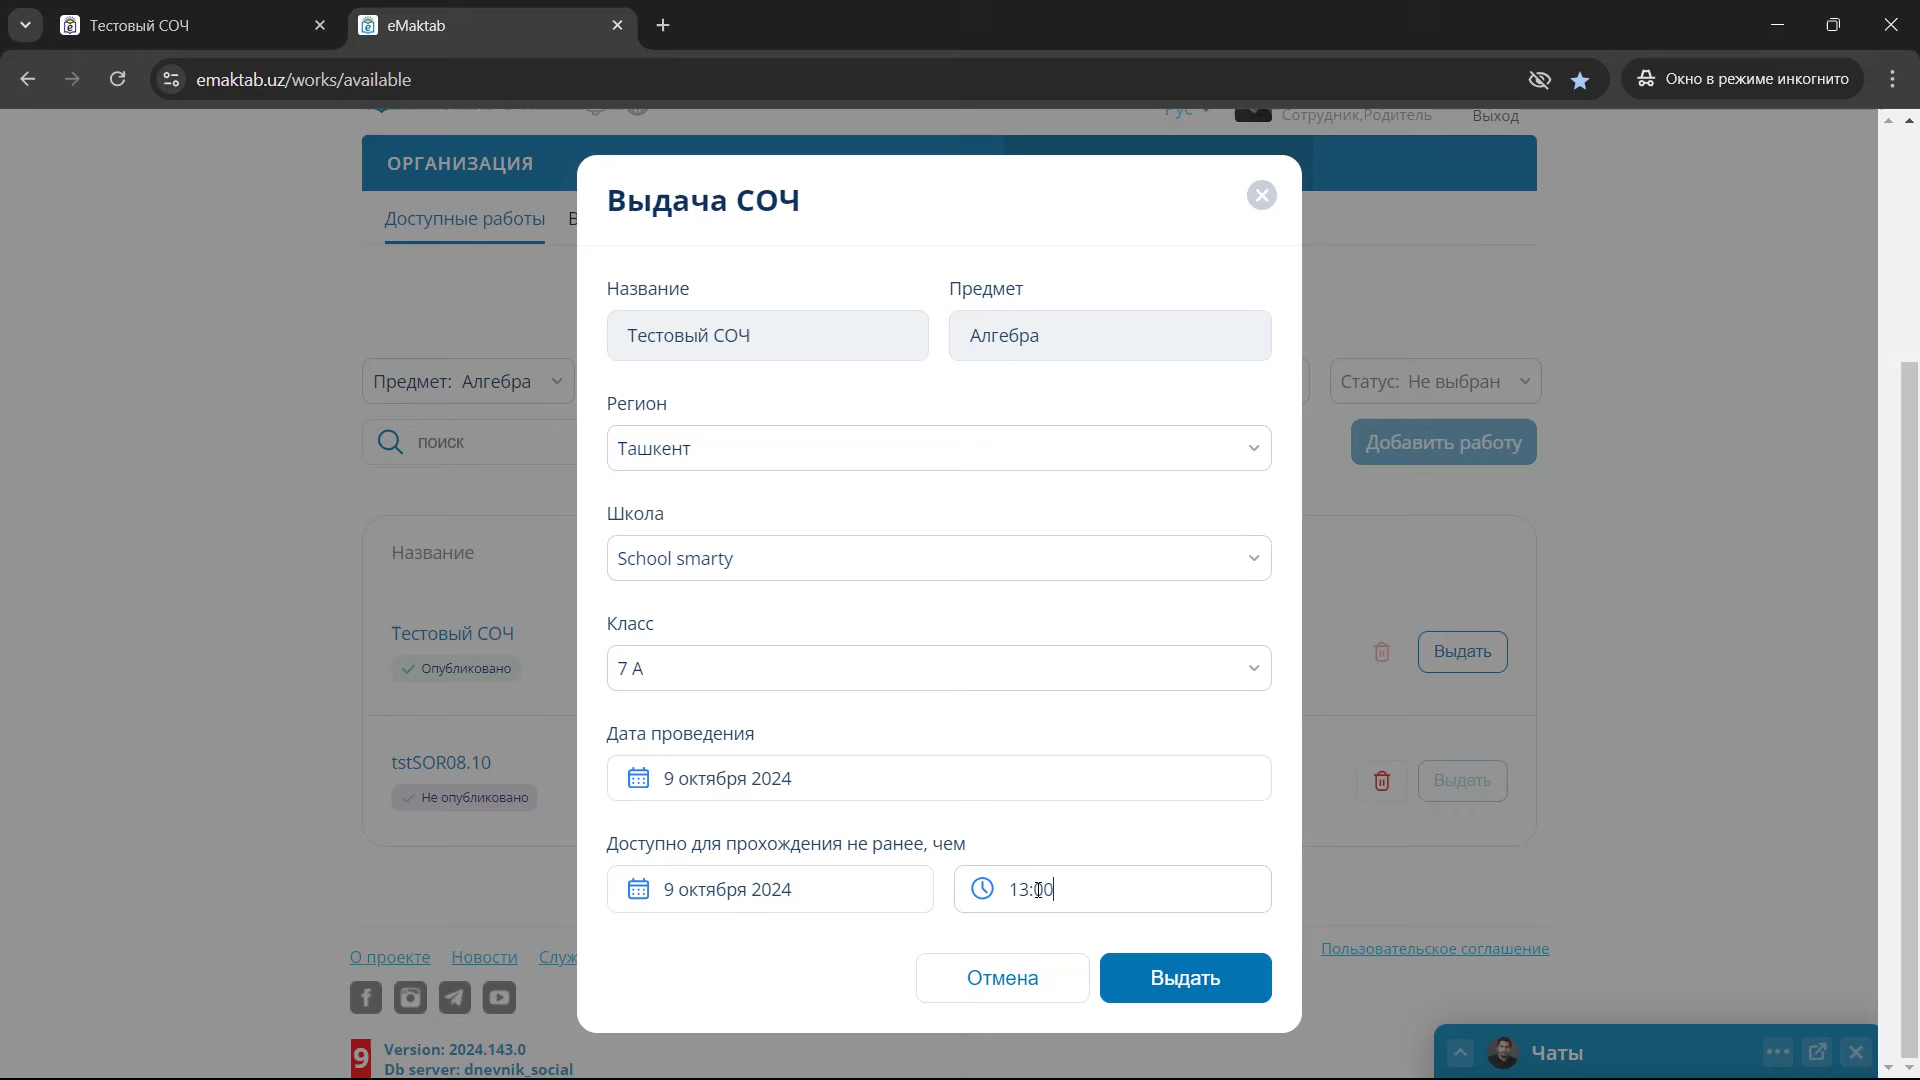 Тестовый СОЧ
eMaktab
emaktab.uz/works/available
Окно в режиме инкогнито
Рус
Сотрудник,Родитель
Выход
ОРГАНИЗАЦИЯ
Доступные работы
Предмет: Алгебра
Статус: Не выбран
поиск
Добавить работу
Название
Тестовый СОЧ
Опубликовано
Выдать
tstSOR08.10
Не опубликовано
Выдать
Выдача СОЧ
Название
Предмет
Тестовый СОЧ
Алгебра
Регион
Ташкент
Школа
School smarty
Класс
7 А
Дата проведения
9 октября 2024
Доступно для прохождения не ранее, чем
9 октября 2024
13:00
Отмена
Выдать
О проекте
Новости
Служ
Пользовательское соглашение
9
Version: 2024.143.0
Db server: dnevnik_social
Чаты